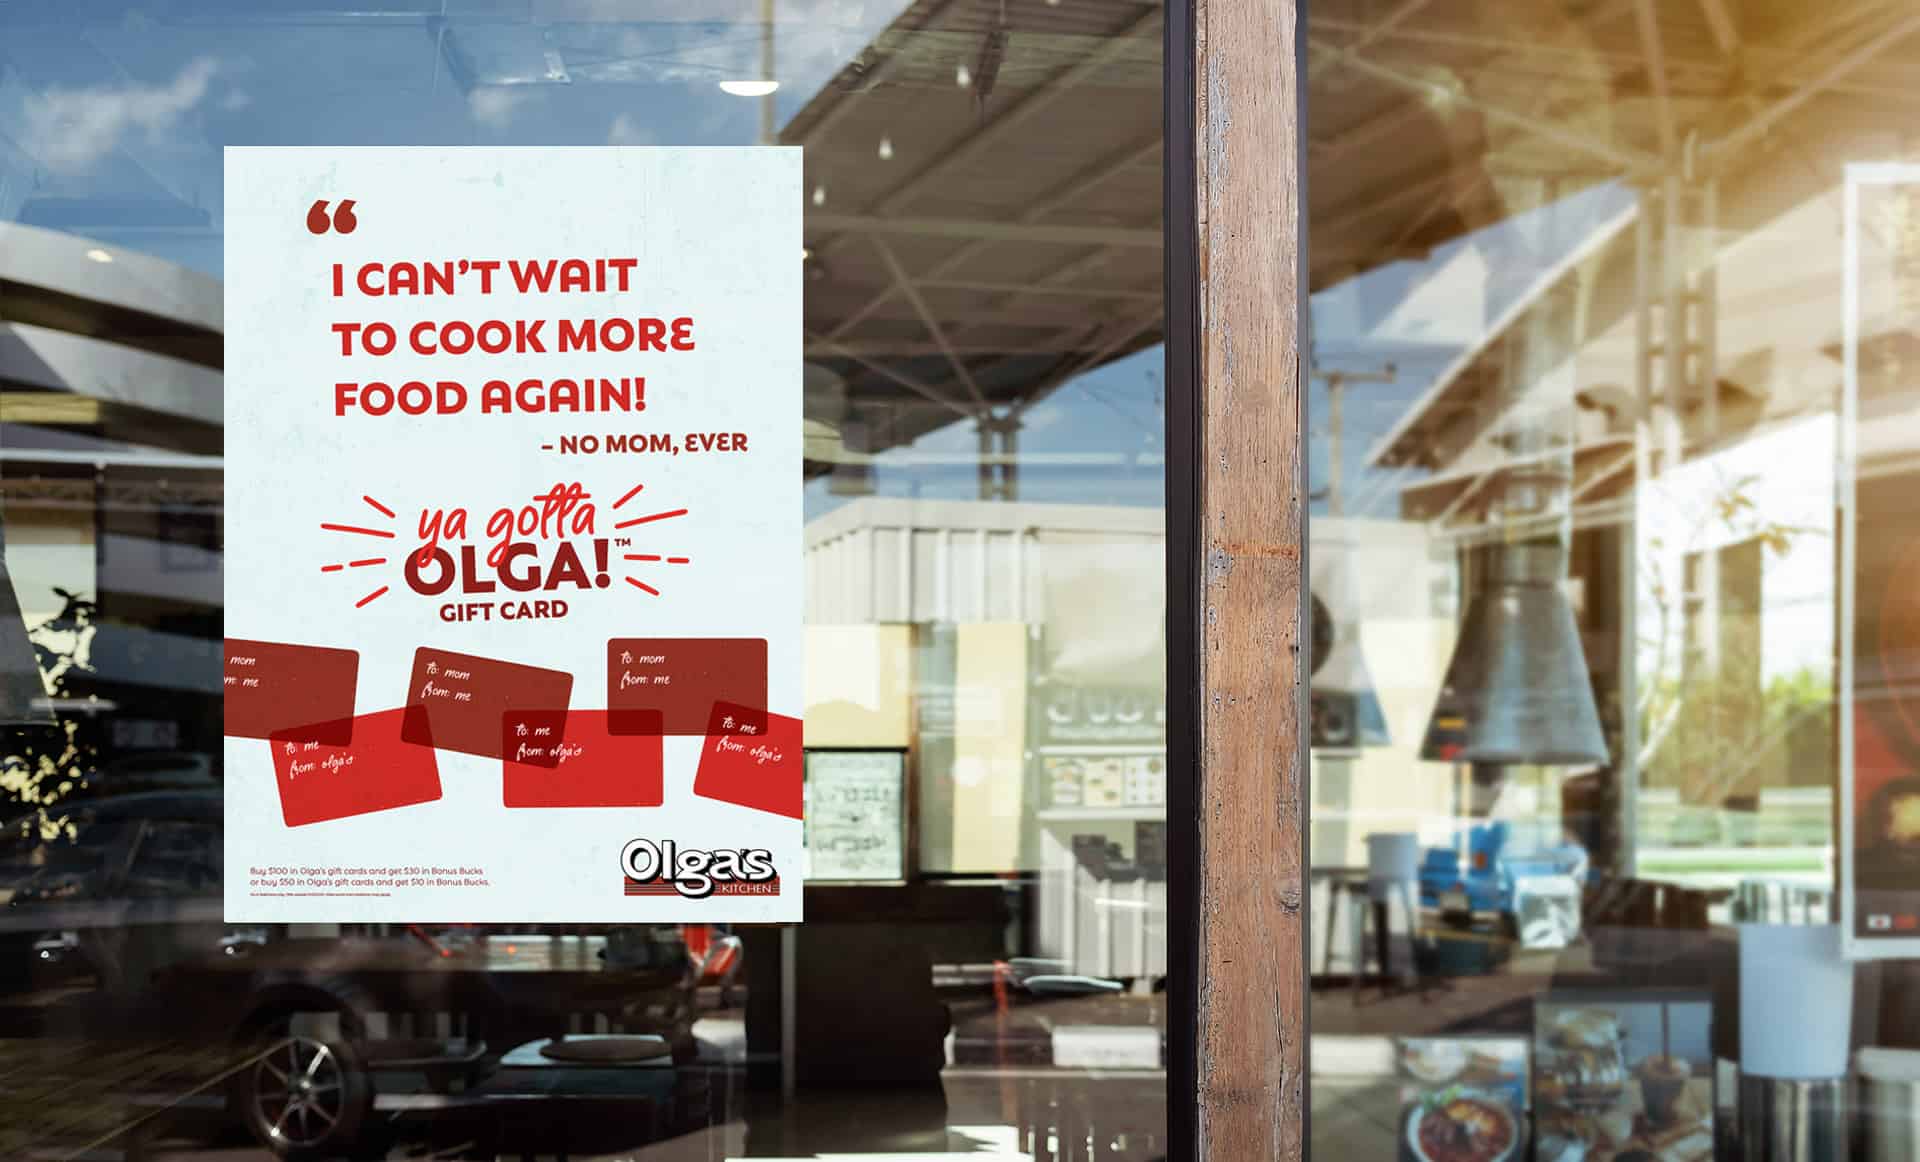 “
I CAN'T WAIT
TO COOK MORE
FOOD AGAIN!
– NO MOM, EVER
ya gotta
OLGA!™
GIFT CARD
mom
me
to: mom
from: me
to: mom
from: me
to: me
from: olga's
to: me
from: olga's
to: me
from: olga's
Buy $100 in Olga's gift cards and get $30 in Bonus Bucks
or buy $50 in Olga's gift cards and get $10 in Bonus Bucks.
Olga's
KITCHEN